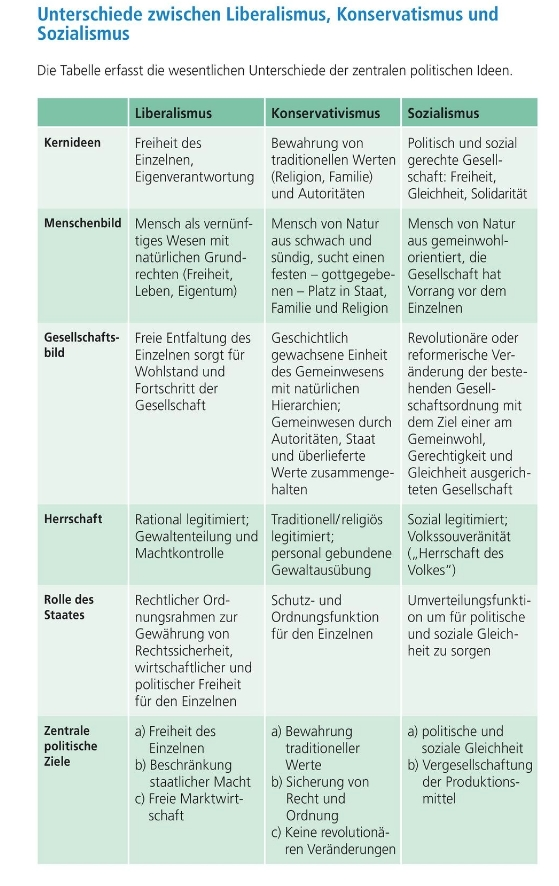 Unterschiede zwischen Liberalismus, Konservatismus und
Sozialismus
Die Tabelle erfasst die wesentlichen Unterschiede der zentralen politischen Ideen.
Liberalismus
Konservativismus
Sozialismus
Kernideen
Freiheit des
Einzelnen,
Eigenverantwortung
Bewahrung von
traditionellen Werten
(Religion, Familie)
und Autoritäten
Politisch und sozial
gerechte Gesell-
schaft: Freiheit,
Gleichheit, Solidarität
Menschenbild
Mensch als vernünf-
tiges Wesen mit
natürlichen Grund-
rechten (Freiheit,
Leben, Eigentum)
Mensch von Natur
aus schwach und
sündig, sucht einen
festen – gottgegebe-
nen – Platz in Staat,
Familie und Religion
Mensch von Natur
aus gemeinwohl-
orientiert, die
Gesellschaft hat
Vorrang vor dem
Einzelnen
Gesellschafts-
bild
Freie Entfaltung des
Einzelnen sorgt für
Wohlstand und
Fortschritt der
Gesellschaft
Geschichtlich
gewachsene Einheit
des Gemeinwesens
mit natürlichen
Hierarchien;
Gemeinwesen durch
Autoritäten, Staat
und überlieferte
Werte zusammenge-
halten
Revolutionäre oder
reformerische Ver-
änderung der beste-
henden Gesell-
schaftsordnung mit
dem Ziel einer am
Gemeinwohl,
Gerechtigkeit und
Gleichheit ausgerich-
teten Gesellschaft
Herrschaft
Rational legitimiert;
Gewaltenteilung und
Machtkontrolle
Traditionell/religiös
legitimiert;
personal gebundene
Gewaltausübung
Sozial legitimiert;
Volkssouveränität
(„Herrschaft des
Volkes“)
Rolle des
Staates
Rechtlicher Ord-
nungsrahmen zur
Gewährung von
Rechtssicherheit,
wirtschaftlicher und
politischer Freiheit
für den Einzelnen
Schutz- und
Ordnungsfunktion
für den Einzelnen
Umverteilungsfunkti-
on um für politische
und soziale Gleich-
heit zu sorgen
Zentrale
politische
Ziele
a) Freiheit des
Einzelnen
b) Beschränkung
staatlicher Macht
c) Freie Marktwirt-
schaft
a) Bewahrung
traditioneller
Werte
b) Sicherung von
Recht und
Ordnung
c) Keine revolutionä-
ren Veränderungen
a) politische und
soziale Gleichheit
b) Vergesellschaftung
der Produktions-
mittel